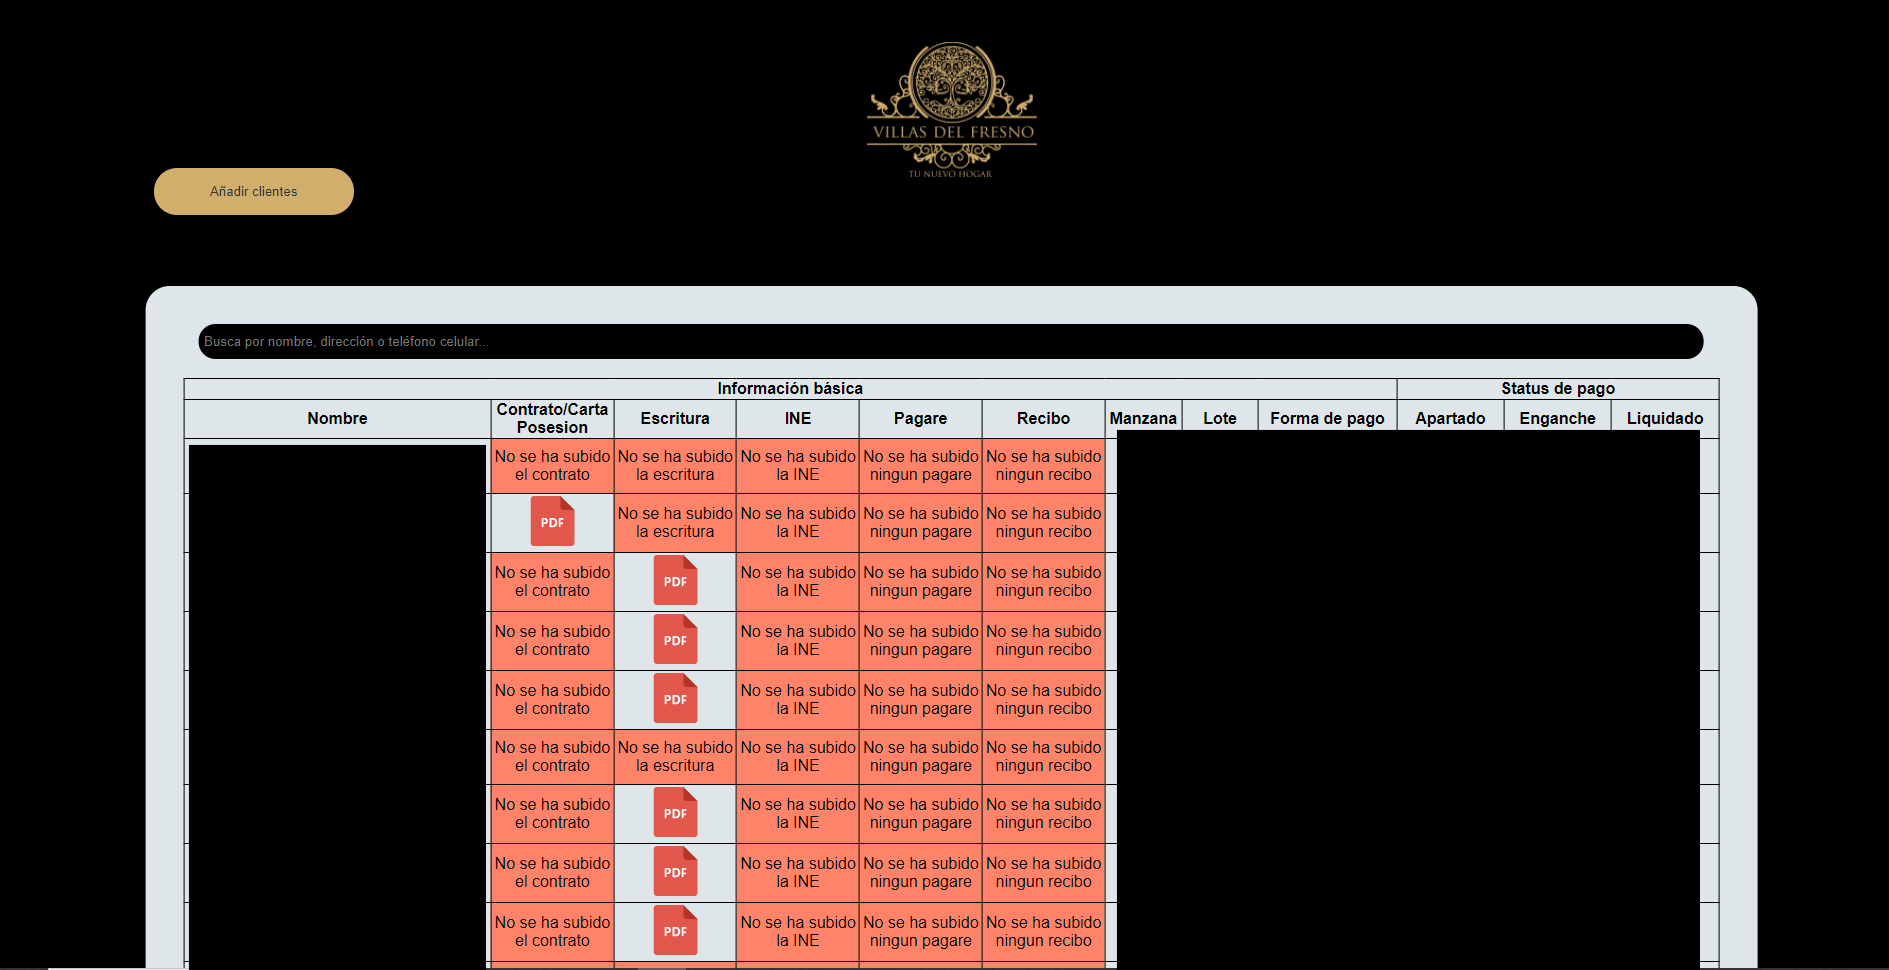 VILLAS DEL FRESNO
TU NUEVO HOGAR
Añadir clientes
Busca por nombre, dirección o teléfono celular...
Información básica Status de pago
Nombre Contrato/Carta Posesion Escritura INE Pagare Recibo Manzana Lote Forma de pago Apartado Enganche Liquidado
No se ha subido No se ha subido No se ha subido No se ha subido No se ha subido
el contrato la escritura la INE ningun pagare ningun recibo
PDF No se ha subido No se ha subido No se ha subido No se ha subido
la escritura la INE ningun pagare ningun recibo
No se ha subido PDF No se ha subido No se ha subido No se ha subido
el contrato la INE ningun pagare ningun recibo
No se ha subido PDF No se ha subido No se ha subido No se ha subido
el contrato la INE ningun pagare ningun recibo
No se ha subido PDF No se ha subido No se ha subido No se ha subido
el contrato la INE ningun pagare ningun recibo
No se ha subido No se ha subido No se ha subido No se ha subido No se ha subido
el contrato la escritura la INE ningun pagare ningun recibo
No se ha subido PDF No se ha subido No se ha subido No se ha subido
el contrato la INE ningun pagare ningun recibo
No se ha subido PDF No se ha subido No se ha subido No se ha subido
el contrato la INE ningun pagare ningun recibo
No se ha subido PDF No se ha subido No se ha subido No se ha subido
el contrato la INE ningun pagare ningun recibo